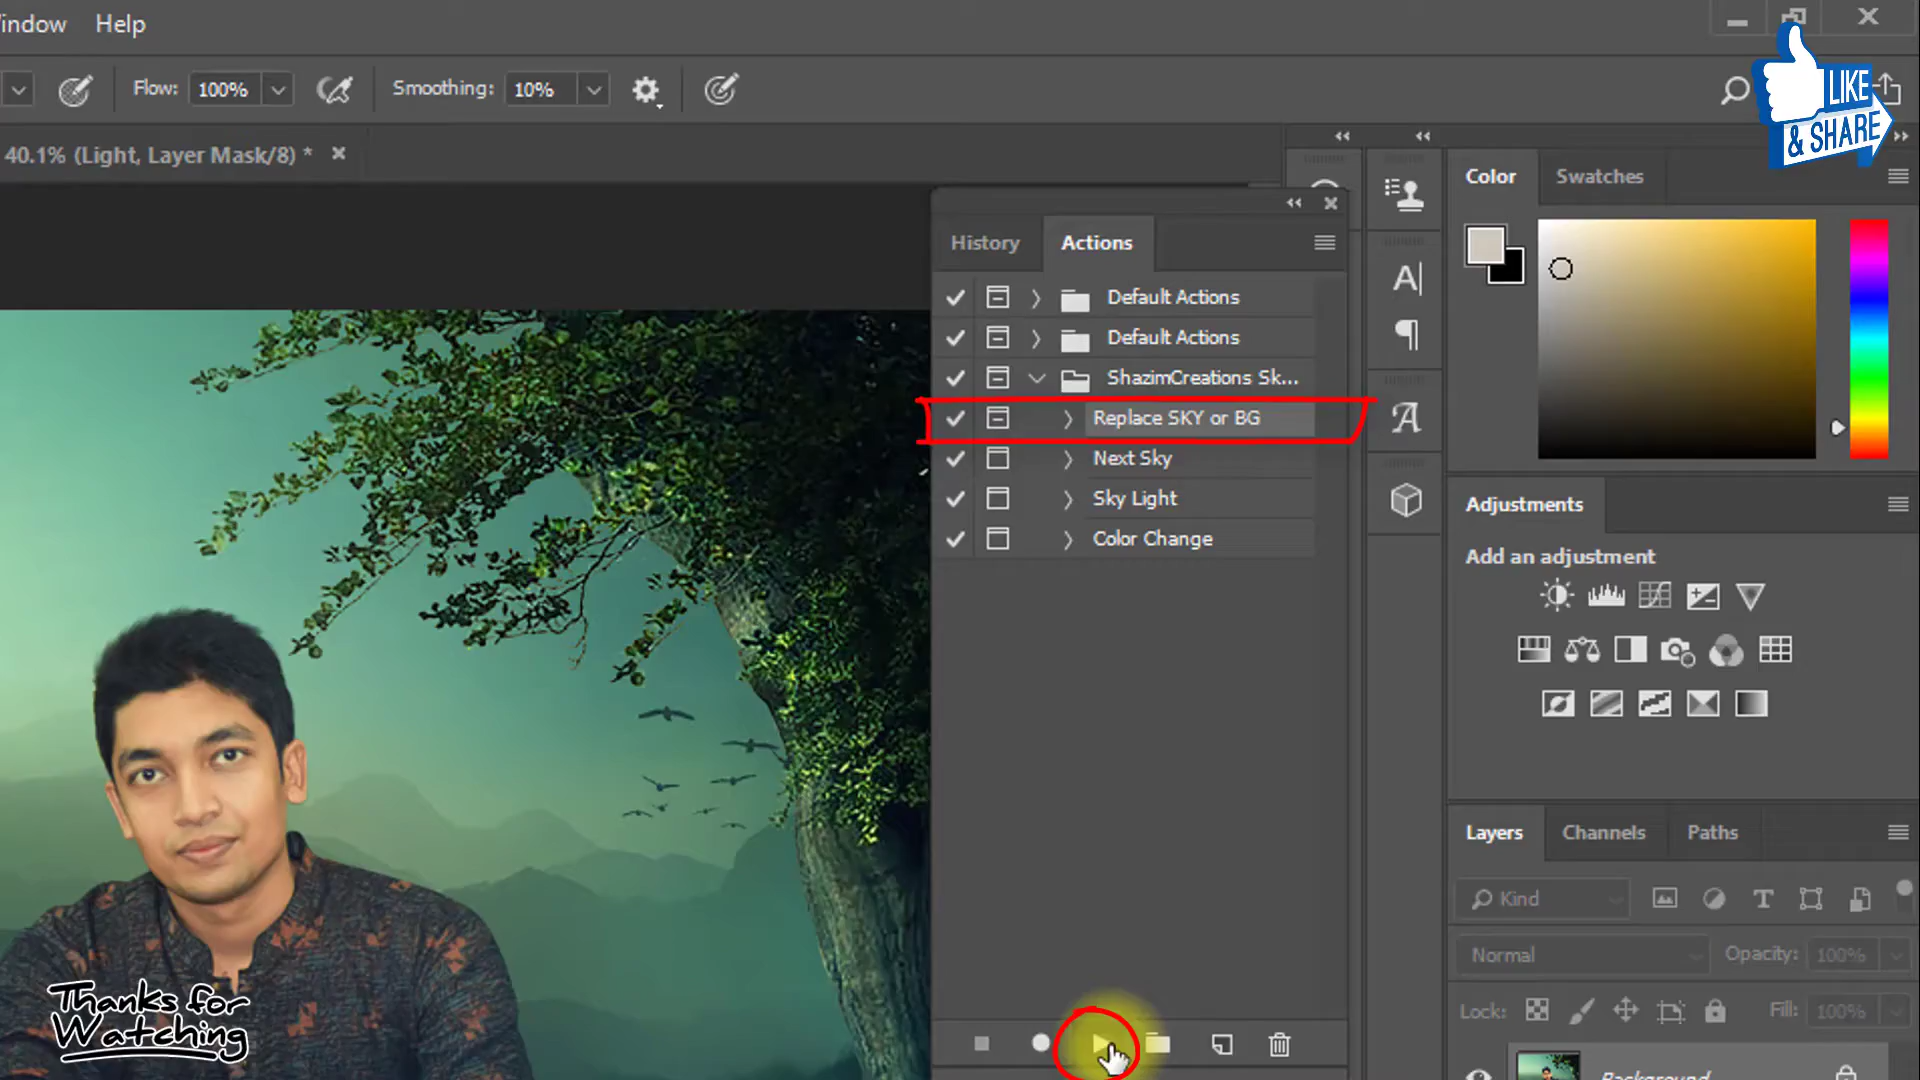 indow Help
Flow: 100% Smoothing: 10%
LIKE
& SHARE
40.1% (Light, Layer Mask/8) *
Color Swatches
History Actions
Default Actions
Default Actions
ShazimCreations Sk...
Replace SKY or BG
Next Sky
Sky Light
Color Change
Adjustments
Add an adjustment
Layers Channels Paths
Kind
Normal Opacity: 100%
Lock: Fill: 100%
Background
Thanks for
Watching